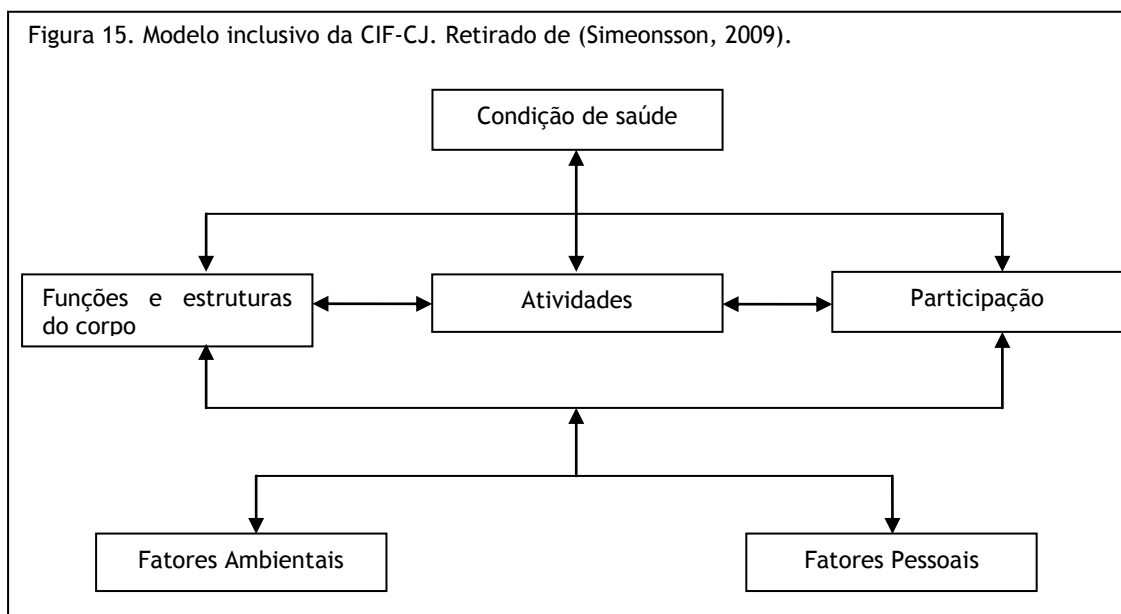 Figura 15. Modelo inclusivo da CIF-CJ. Retirado de (Simeonsson, 2009).
Condição de saúde
Funções e estruturas
do corpo
Atividades
Participação
Fatores Ambientais
Fatores Pessoais